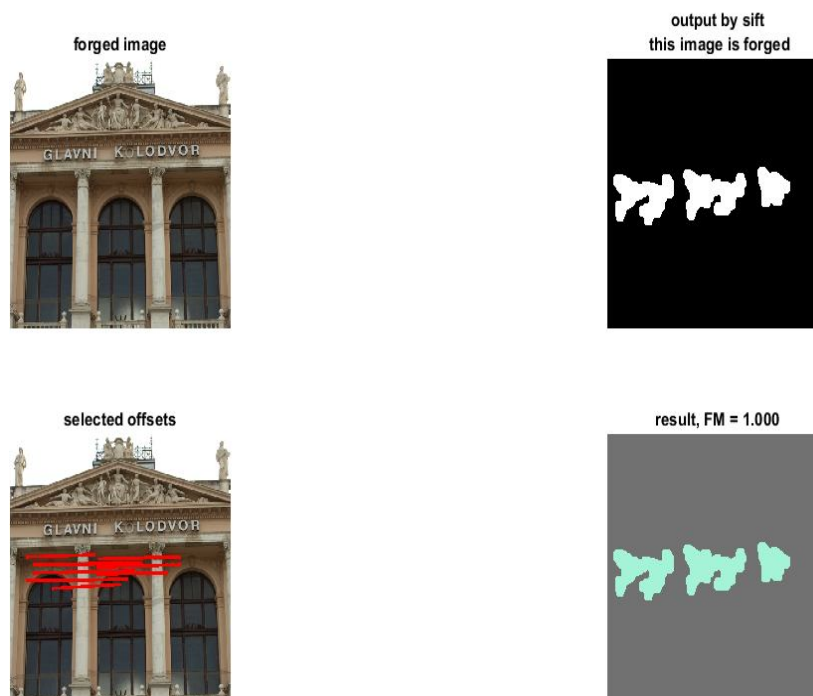 forged image
GLAVNI KOLODVOR
output by sift
this image is forged
selected offsets
GLAVNI KOLODVOR
result, FM = 1.000